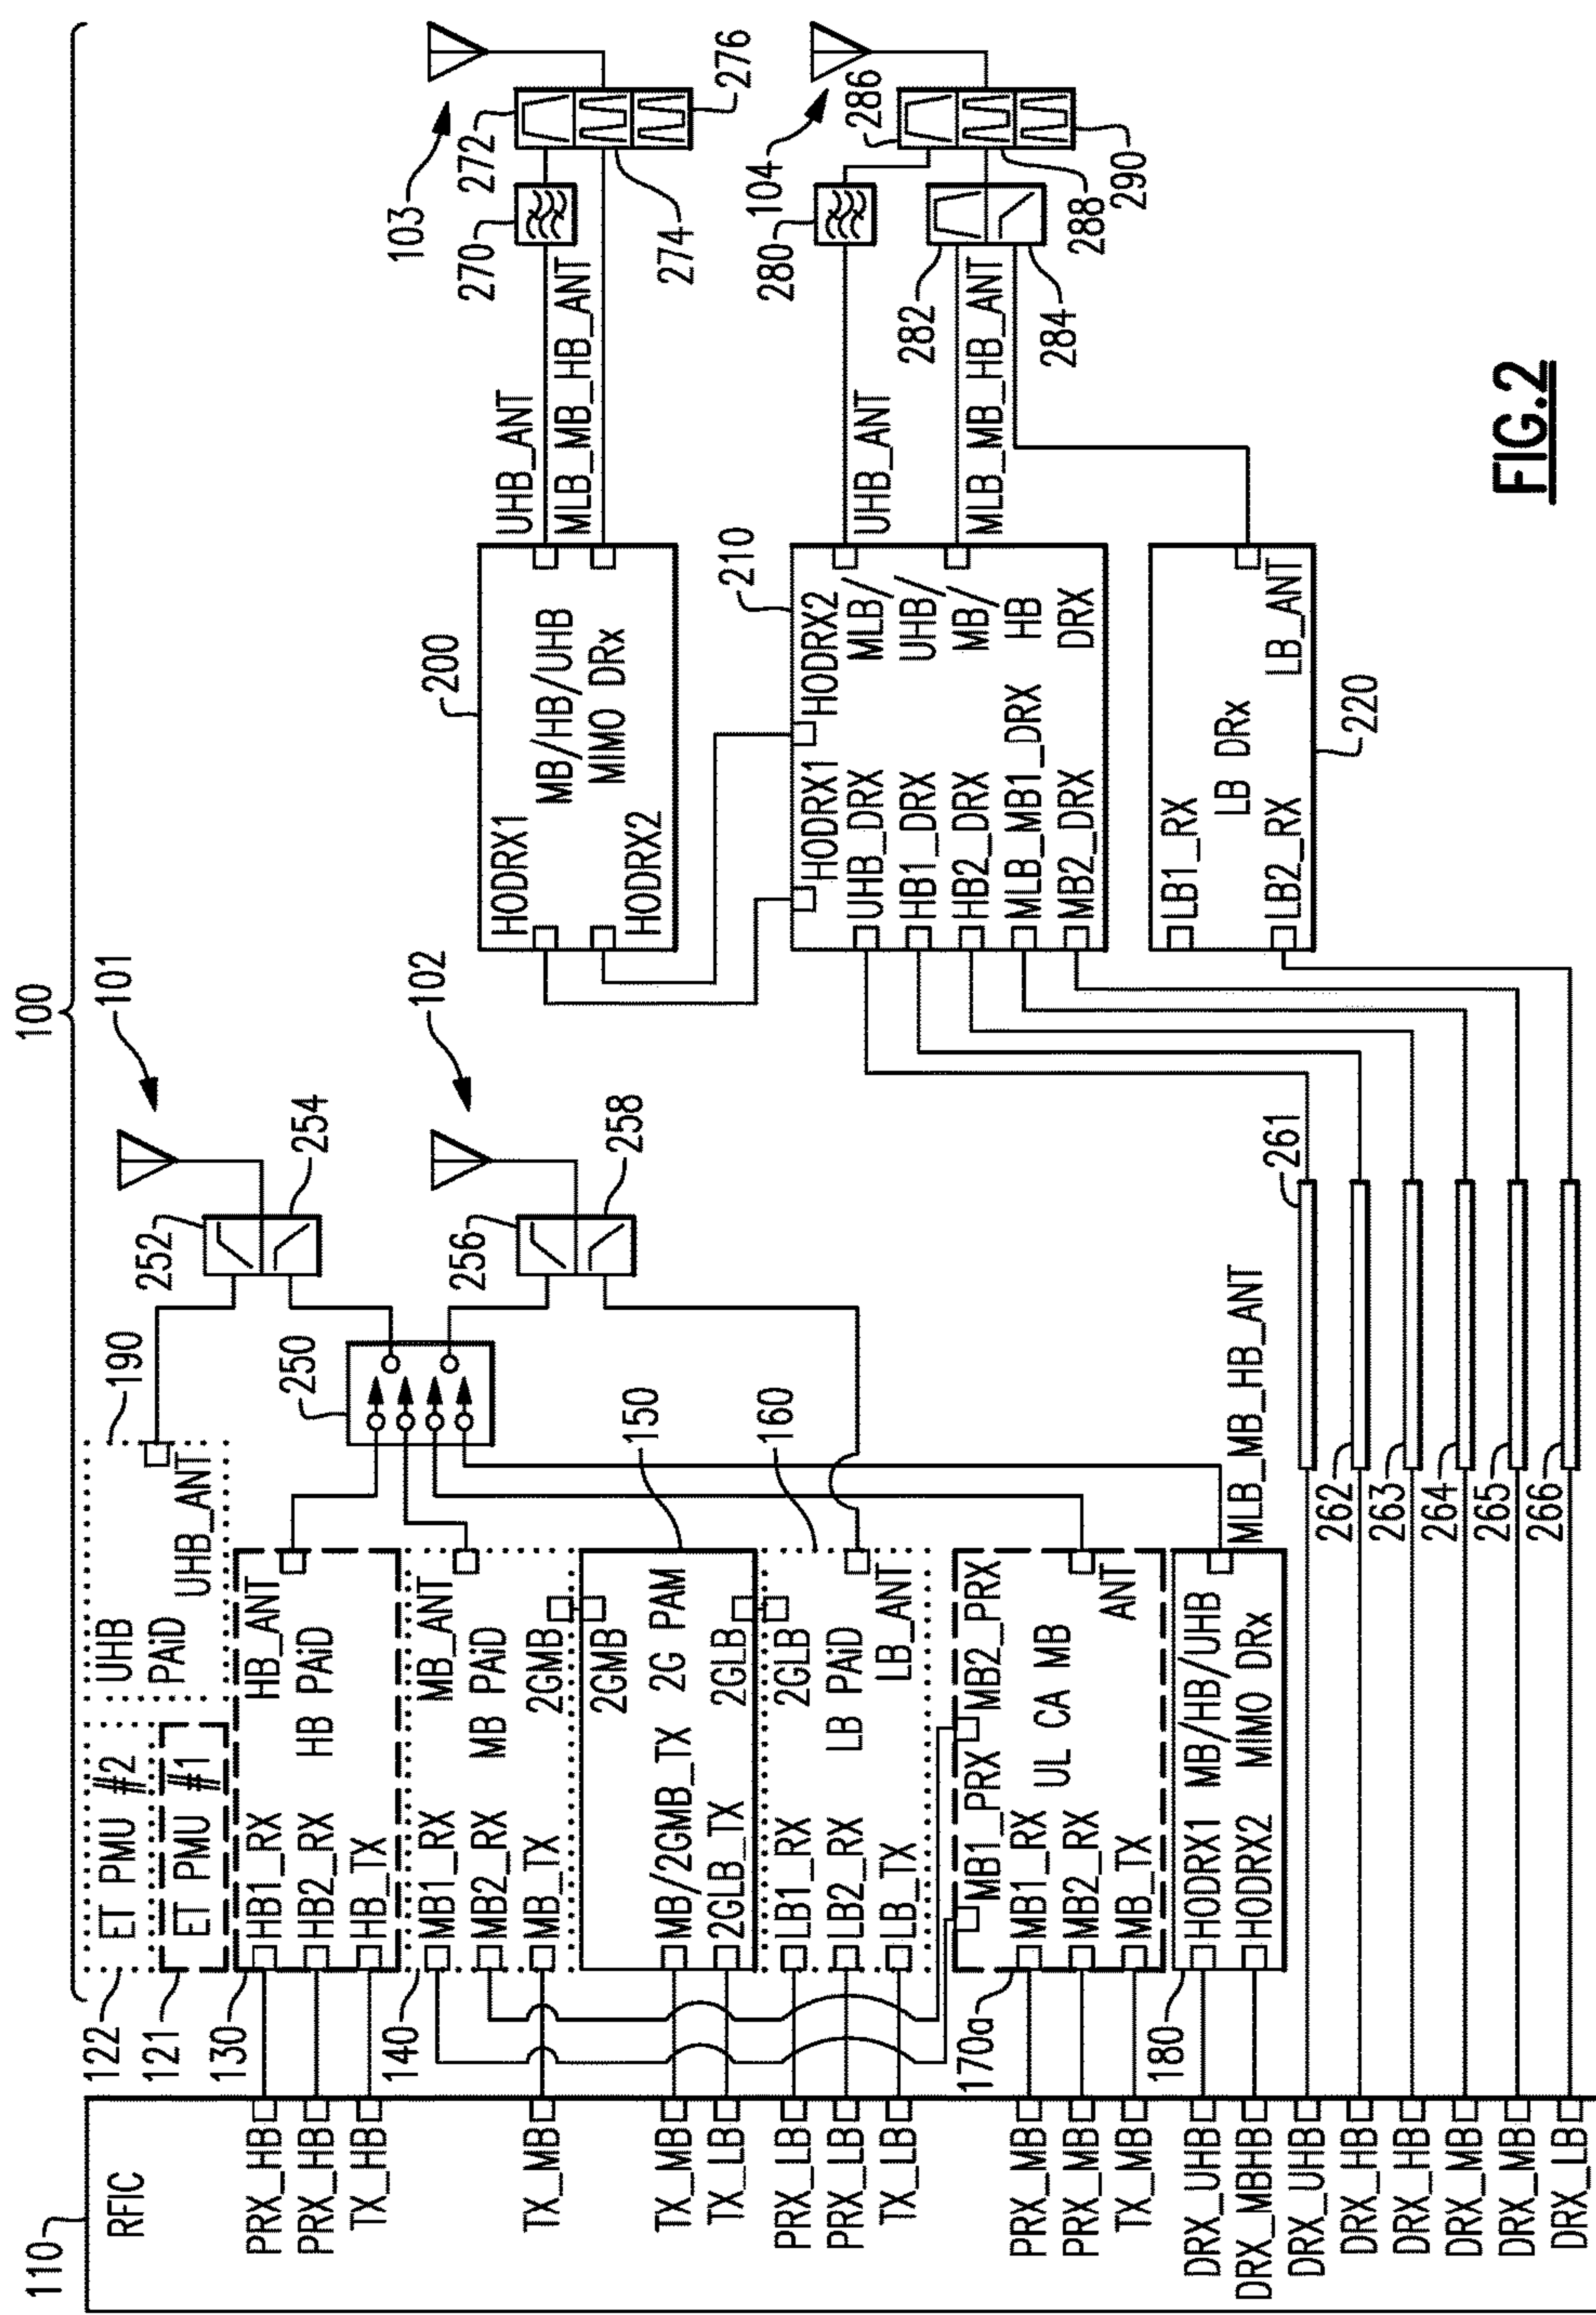 100
110
RFIC
PRX_HB
PRX_HB
TX_HB
TX_MB
TX_MB
TX_LB
PRX_LB
PRX_LB
TX_LB
PRX_MB
PRX_MB
TX_MB
DRX_UHB
DRX_MBHB
DRX_UHB
DRX_HB
DRX_HB
DRX_MB
DRX_MB
DRX_LB
122
ET PMU #2
121
ET PMU #1
190
UHB
PAiD
UHB_ANT
130
HB1_RX
HB2_RX
HB_TX
HB PAiD
HB_ANT
140
MB1_RX
MB2_RX
MB_TX
MB PAiD
MB_ANT
2GMB
150
2GMB
MB/2GMB_TX
2G PAM
2GLB_TX
2GLB
160
2GLB
LB1_RX
LB2_RX
LB_TX
LB PAiD
LB_ANT
170a
MB1_PRX
MB2_PRX
MB1_RX
MB2_RX
MB_TX
UL CA MB
ANT
180
HODRX1
HODRX2
MB/HB/UHB
MIMO DRx
MLB_MB_HB_ANT
250
252
254
101
256
258
102
261
262
263
264
265
266
200
HODRX1
HODRX2
MB/HB/UHB
MIMO DRx
UHB_ANT
MLB_MB_HB_ANT
270
272
274
276
103
210
HODRX1
HODRX2
UHB_DRX
HB1_DRX
HB2_DRX
MLB_MB1_DRX
MB2_DRX
MLB/
UHB/
MB/
HB
DRX
UHB_ANT
MLB_MB_HB_ANT
280
282
284
286
288
290
104
220
LB1_RX
LB2_RX
LB DRx
LB_ANT
FIG.2